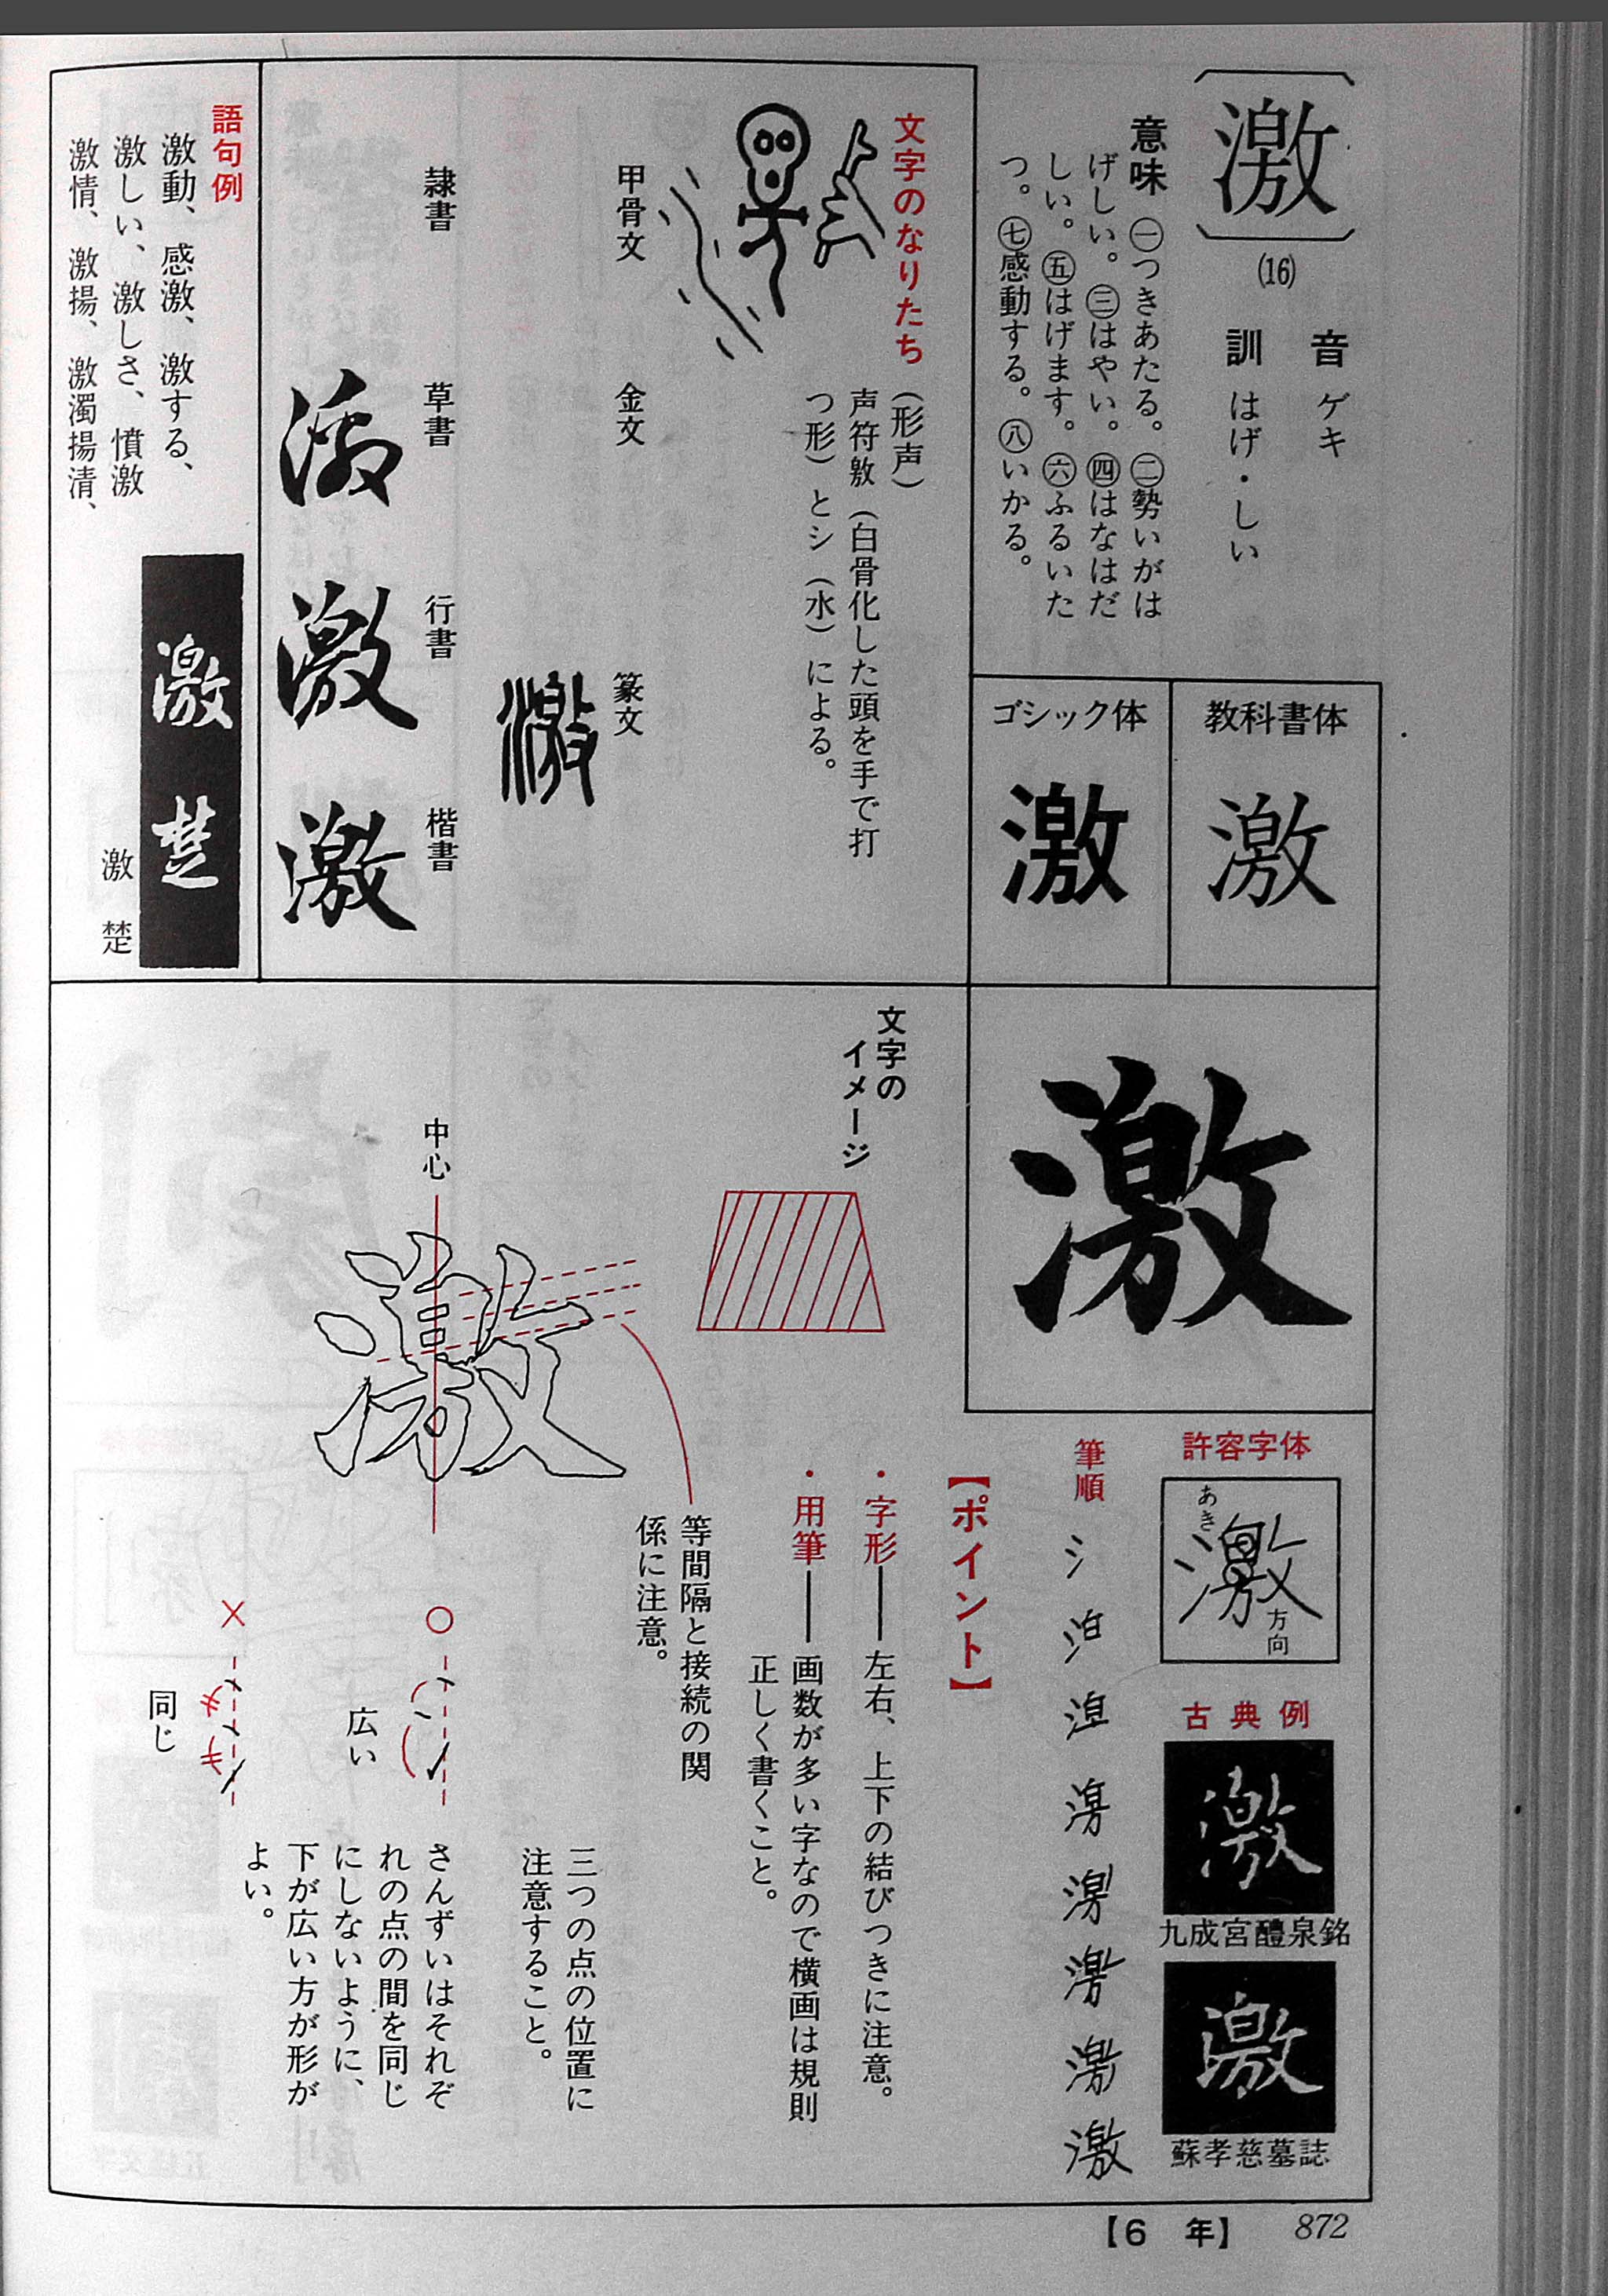 激
(16)
音 ゲキ
訓 はげ・しい
意味 ㊀つきあたる。㊁勢いがは
げしい。㊂はやい。㊃はなはだ
しい。㊄はげます。㊅ふるいた
つ。㊆感動する。㊇いかる。
教科書体
激
ゴシック体
激
文字のなりたち
(形声)
声符敫(白骨化した頭を手で打
つ形)とシ(水)による。
甲骨文
金文
篆文
激
隷書
草書
激
行書
激
楷書
激
語句例
激動、感激、激する、
激しい、激しさ、憤激
激情、激揚、激濁揚清、
激楚
激楚
激
許容字体
あき
激
方向
古典例
激
九成宮醴泉銘
激
蘇孝慈墓誌
筆順
激
文字の
イメージ
【ポイント】
・字形―左右、上下の結びつきに注意。
・用筆―画数が多い字なので横画は規則
正しく書くこと。
等間隔と接続の関
係に注意。
中心
激
三つの点の位置に
注意すること。
○
広い
×
同じ
さんずいはそれぞ
れの点の間を同じ
にしないように、
下が広い方が形が
よい。
【6 年】
872